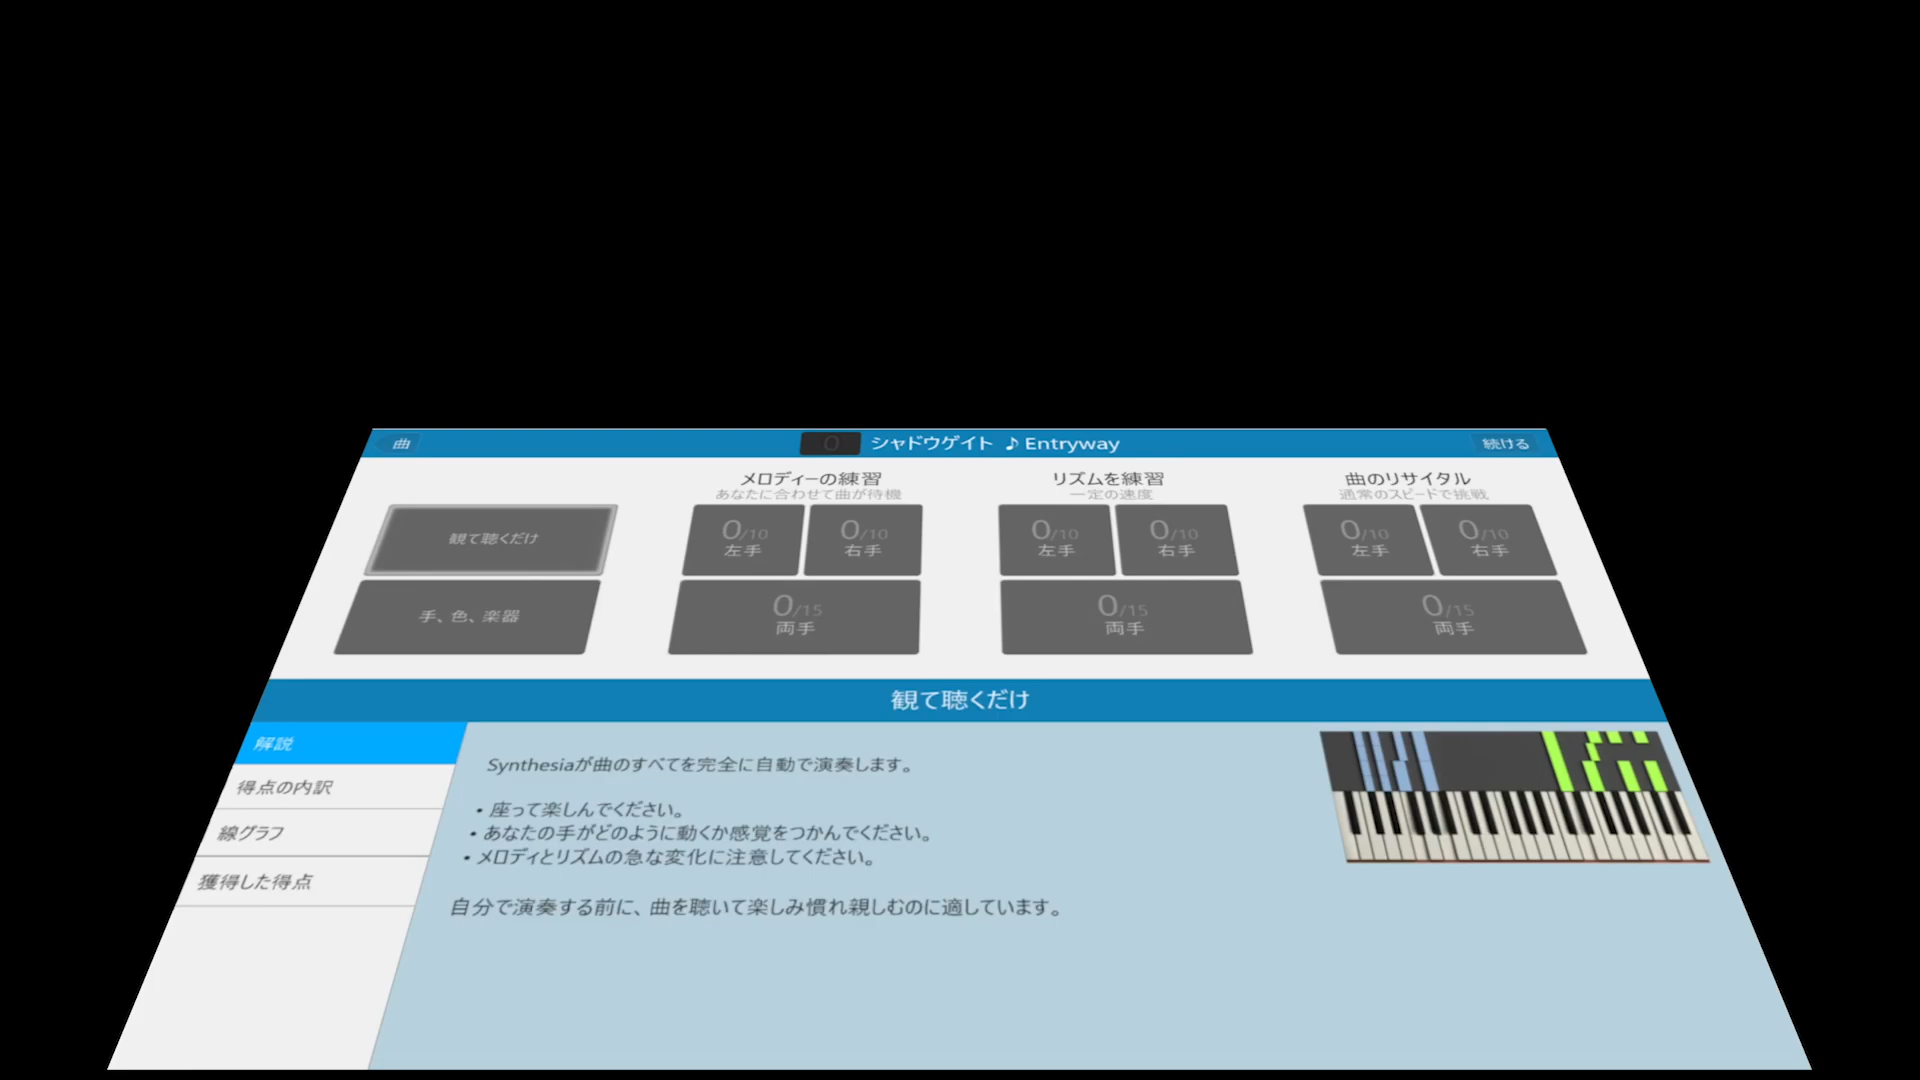 曲
0
シャドウゲイト ♪ Entryway
続ける
メロディーの練習
あなたに合わせて曲が待機
リズムを練習
一定の速度
曲のリサイタル
通常のスピードで挑戦
観て聴くだけ
0/10
左手
0/10
右手
0/10
左手
0/10
右手
0/10
左手
0/10
右手
手、色、楽器
0/15
両手
0/15
両手
0/15
両手
観て聴くだけ
解説
得点の内訳
線グラフ
獲得した得点
Synthesiaが曲のすべてを完全に自動で演奏します。
• 座って楽しんでください。
• あなたの手がどのように動くか感覚をつかんでください。
• メロディとリズムの急な変化に注意してください。
自分で演奏する前に、曲を聴いて楽しみ慣れ親しむのに適しています。